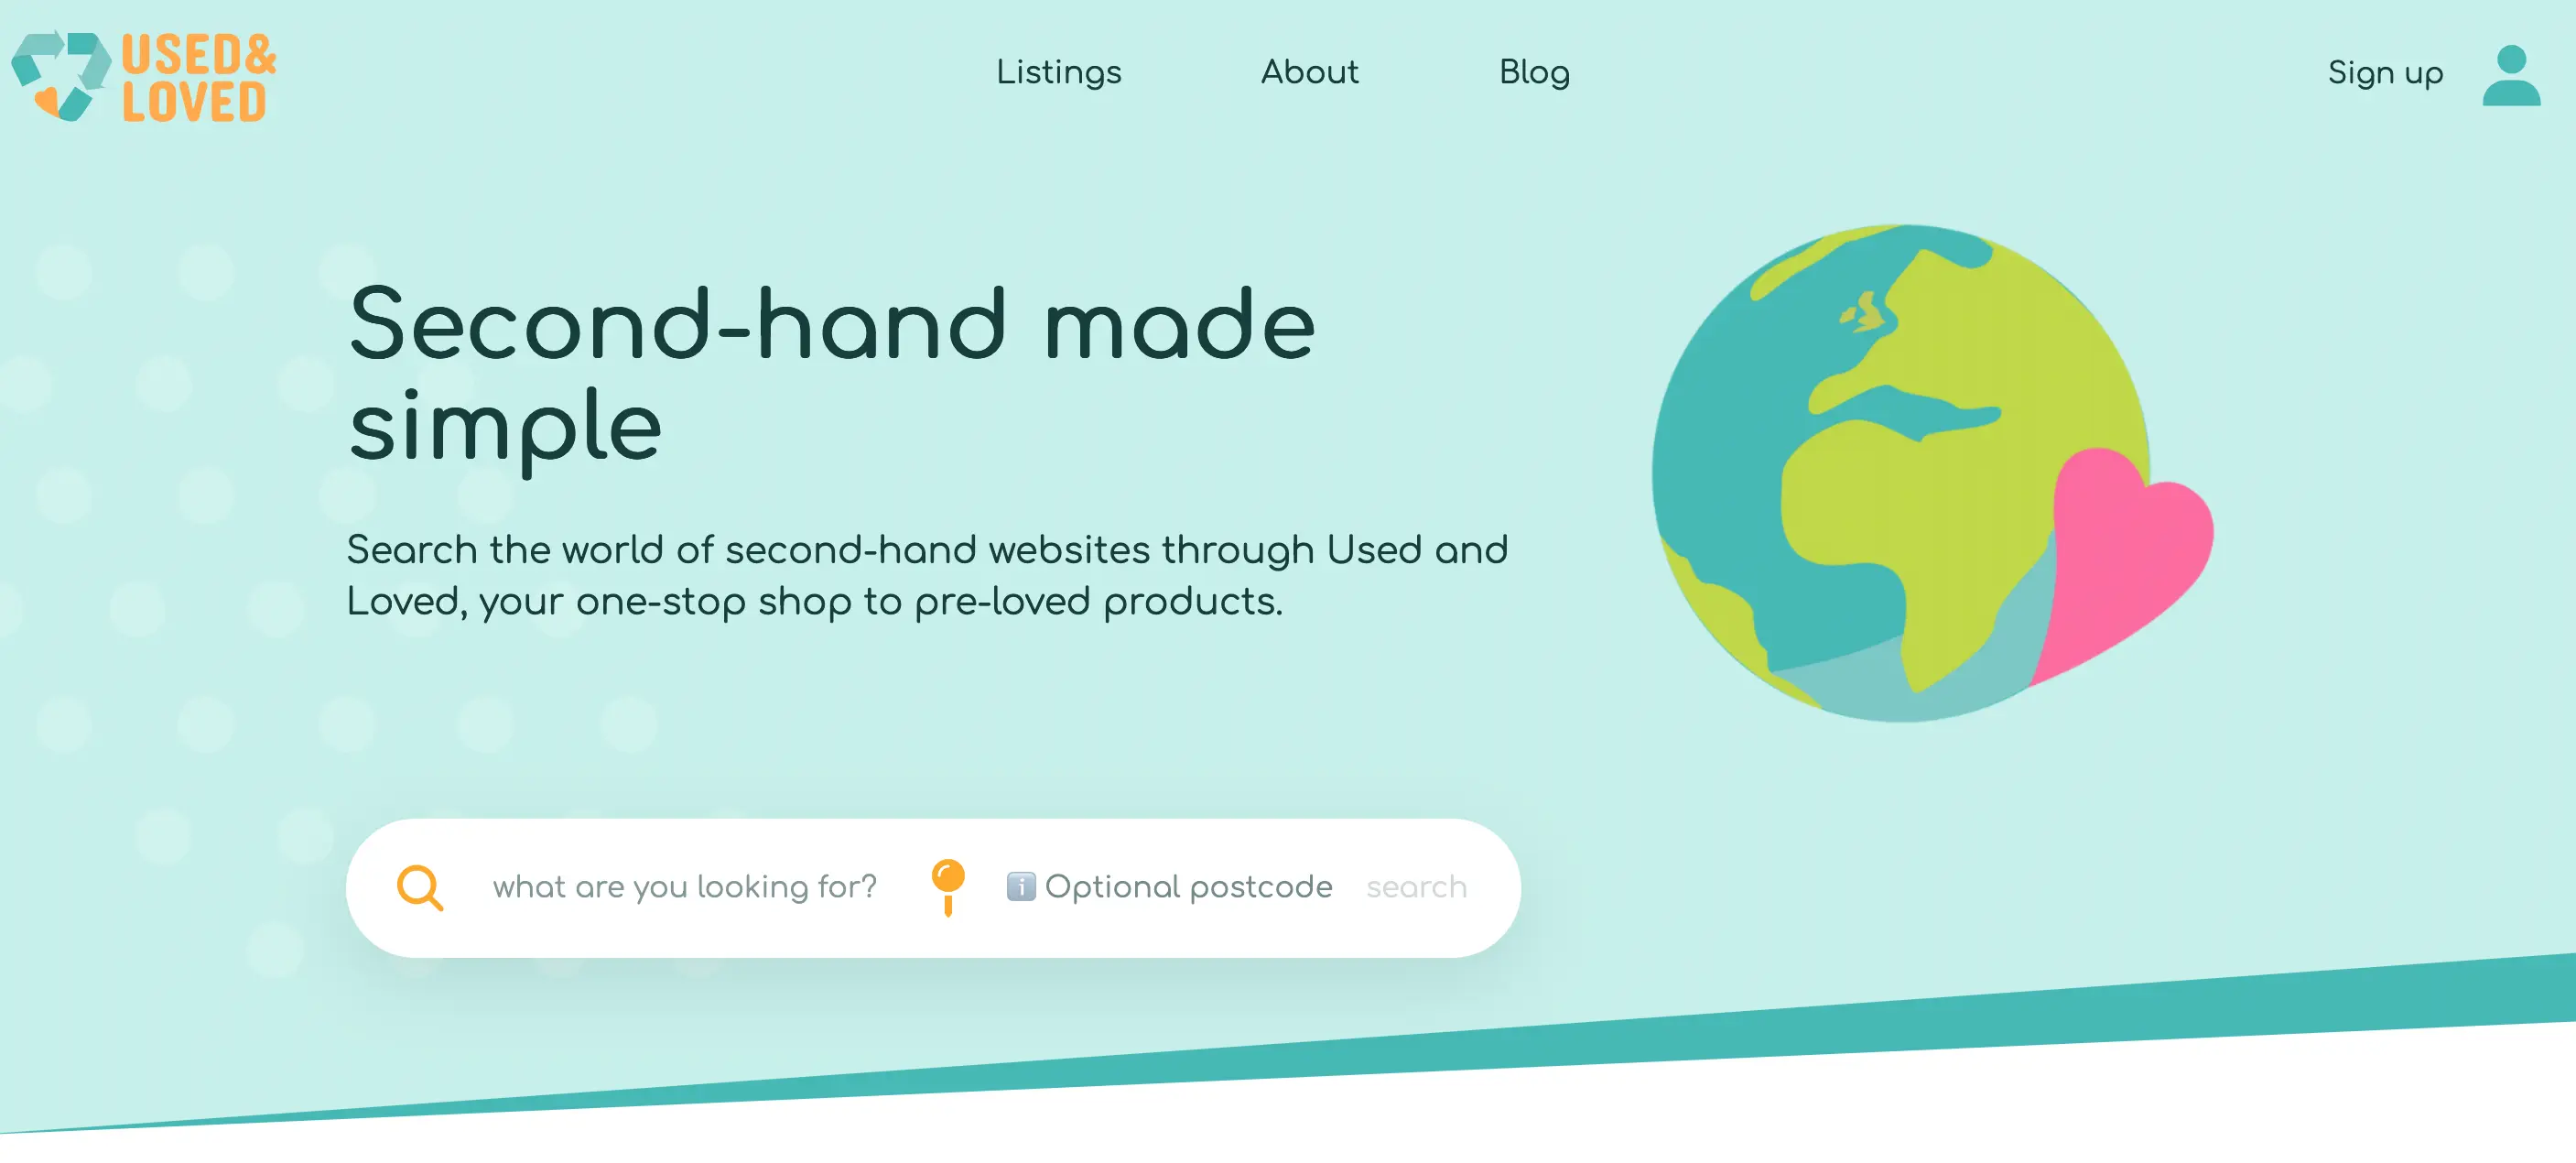 USED&
LOVED
Listings
About
Blog
Sign up
Second-hand made
simple
Search the world of second-hand websites through Used and
Loved, your one-stop shop to pre-loved products.
what are you looking for?
ℹ️ Optional postcode
search